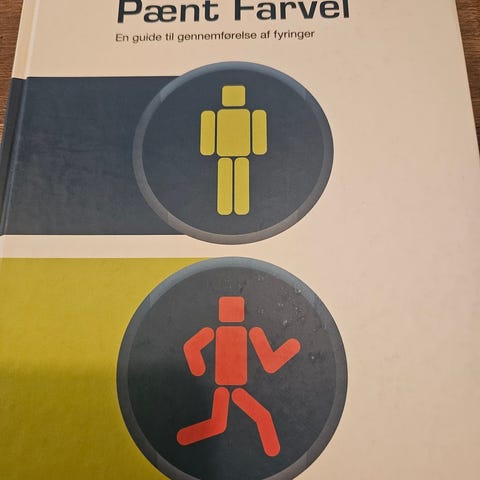 Pænt Farvel
En guide til gennemførelse af fyringer